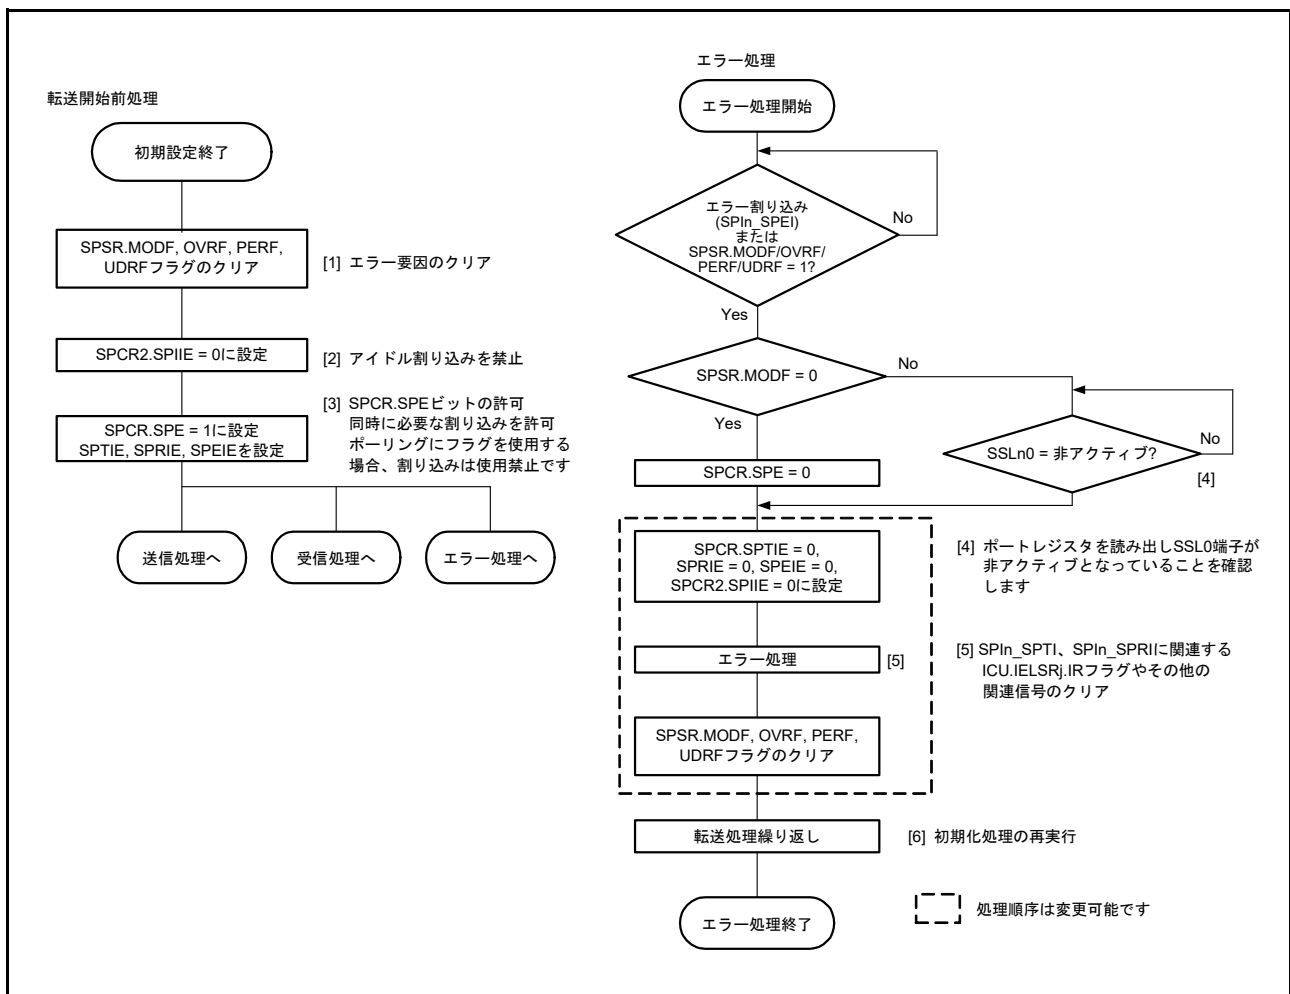 転送開始前処理
初期設定終了
SPSR.MODF, OVRF, PERF,
UDRFフラグのクリア
[1] エラー要因のクリア
SPCR2.SPIIE = 0に設定
[2] アイドル割り込みを禁止
SPCR.SPE = 1に設定
SPTIE, SPRIE, SPEIEを設定
[3] SPCR.SPEビットの許可
同時に必要な割り込みを許可
ポーリングにフラグを使用する
場合、割り込みは使用禁止です
送信処理へ
受信処理へ
エラー処理へ
エラー処理
エラー処理開始
エラー割り込み
(SPIn_SPEI)
または
SPSR.MODF/OVRF/
PERF/UDRF = 1?
No
Yes
SPSR.MODF = 0
No
Yes
SSLn0 = 非アクティブ?
No
[4]
SPCR.SPE = 0
SPCR.SPTIE = 0,
SPRIE = 0, SPEIE = 0,
SPCR2.SPIIE = 0に設定
[4] ポートレジスタを読み出しSSL0端子が
非アクティブとなっていることを確認
します
エラー処理
[5]
[5] SPIn_SPTI、SPIn_SPRIに関連する
ICU.IELSRj.IRフラグやその他の
関連信号のクリア
SPSR.MODF, OVRF, PERF,
UDRFフラグのクリア
転送処理繰り返し
[6] 初期化処理の再実行
エラー処理終了
処理順序は変更可能です